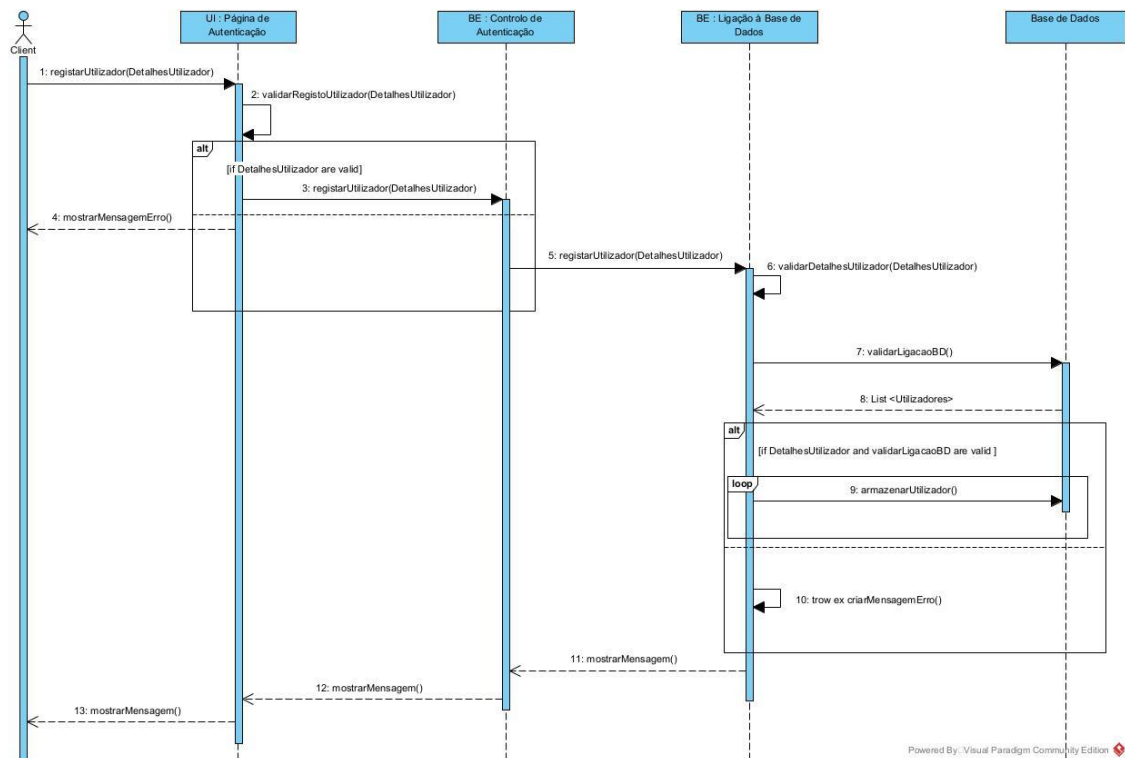 UI : Página de
Autenticação
BE : Controlo de
Autenticação
BE : Ligação à Base de
Dados
Base de Dados
Client
1: registarUtilizador(DetalhesUtilizador)
2: validarRegistoUtilizador(DetalhesUtilizador)
alt
[if DetalhesUtilizador are valid]
3: registarUtilizador(DetalhesUtilizador)
4: mostrarMensagemErro()
5: registarUtilizador(DetalhesUtilizador)
6: validarDetalhesUtilizador(DetalhesUtilizador)
7: validarLigacaoBD()
8: List <Utilizadores>
alt
[if DetalhesUtilizador and validarLigacaoBD are valid ]
loop
9: armazenarUtilizador()
10: trow ex criarMensagemErro()
11: mostrarMensagem()
12: mostrarMensagem()
13: mostrarMensagem()
Powered By Visual Paradigm Community Edition